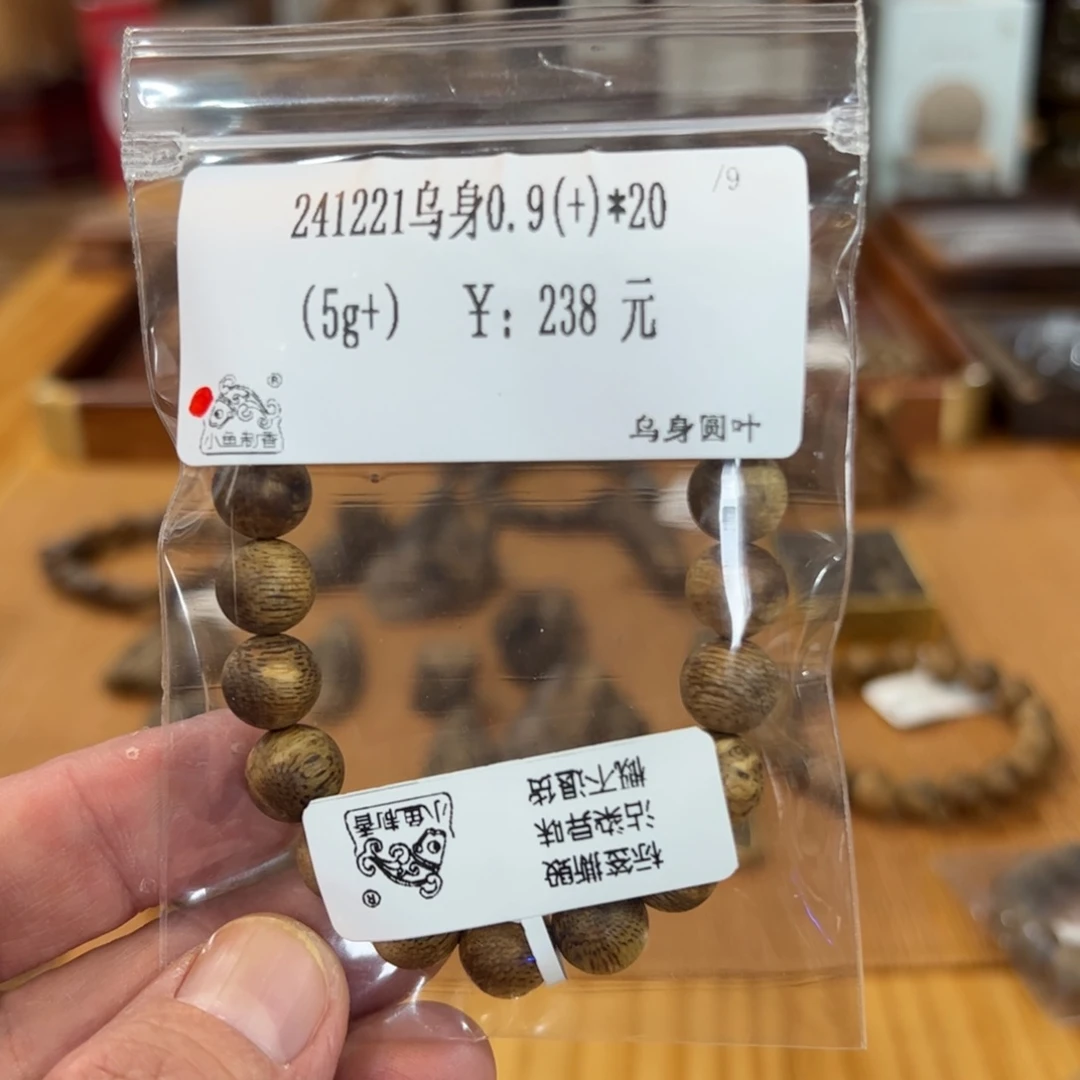 /9
241221乌身0.9(+)*20
(5g+) ¥: 238 元
®
小鱼制香
乌身圆叶
标签撕毁
沾染异味
概不退货
小鱼制香
®